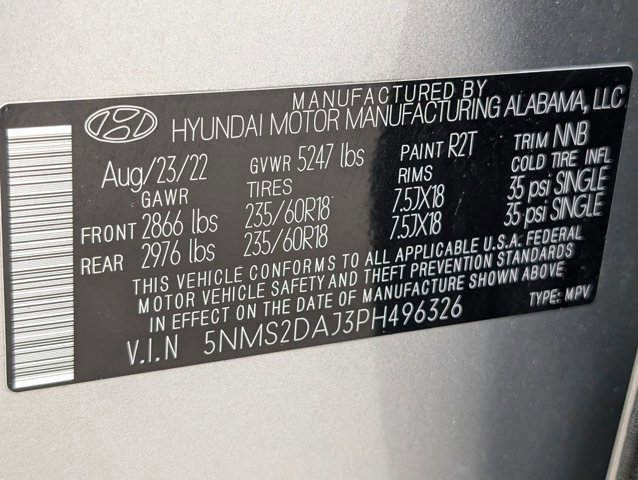 MANUFACTURED BY
HYUNDAI MOTOR MANUFACTURING ALABAMA, LLC
Aug/23/22 GVWR 5247 lbs PAINT R2T TRIM NNB
GAWR TIRES RIMS COLD TIRE INFL
FRONT 2866 lbs 235/60R18 7.5JX18 35 psi SINGLE
REAR 2976 lbs 235/60R18 7.5JX18 35 psi SINGLE
THIS VEHICLE CONFORMS TO ALL APPLICABLE U.S.A. FEDERAL
MOTOR VEHICLE SAFETY AND THEFT PREVENTION STANDARDS
IN EFFECT ON THE DATE OF MANUFACTURE SHOWN ABOVE
V.I.N 5NMS2DAJ3PH496326 TYPE: MPV